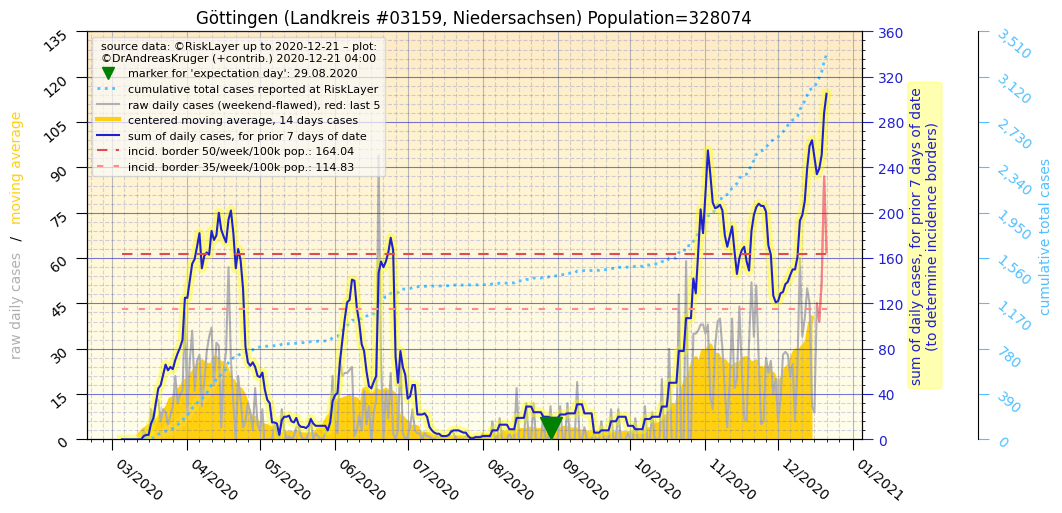 Göttingen (Landkreis #03159, Niedersachsen) Population=328074
source data: ©RiskLayer up to 2020-12-21 – plot:
©DrAndreasKruger (+contrib.) 2020-12-21 04:00
marker for 'expectation day': 29.08.2020
cumulative total cases reported at RiskLayer
raw daily cases (weekend-flawed), red: last 5
centered moving average, 14 days cases
sum of daily cases, for prior 7 days of date
incid. border 50/week/100k pop.: 164.04
incid. border 35/week/100k pop.: 114.83
raw daily cases / moving average
135
120
105
90
75
60
45
30
15
0
03/2020
04/2020
05/2020
06/2020
07/2020
08/2020
09/2020
10/2020
11/2020
12/2020
01/2021
360
320
280
240
200
160
120
80
40
0
sum of daily cases, for prior 7 days of date
(to determine incidence borders)
3,510
3,120
2,730
2,340
1,950
1,560
1,170
780
390
0
cumulative total cases